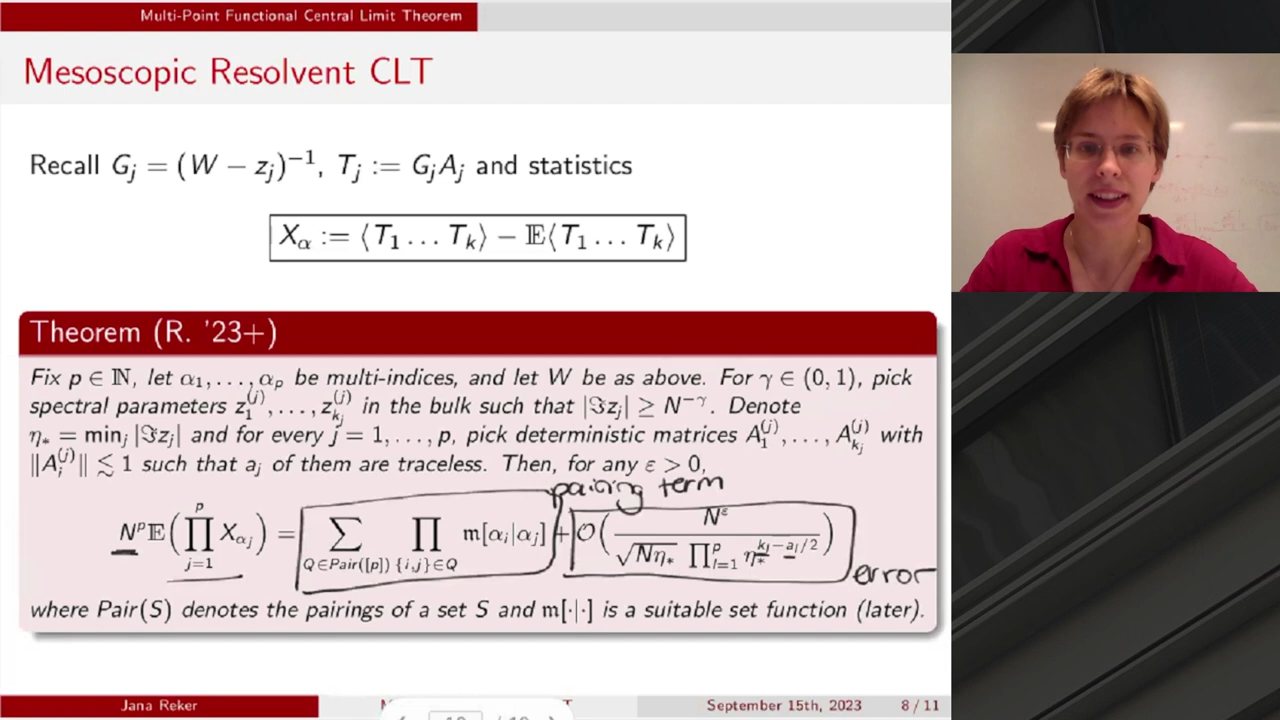 Multi-Point Functional Central Limit Theorem
Mesoscopic Resolvent CLT
Recall G_j = (W − z_j)^{−1}, T_j := G_j A_j and statistics
X_α := ⟨T_1 … T_k⟩ − 𝔼⟨T_1 … T_k⟩
Theorem (R. '23+)
Fix p ∈ ℕ, let α_1, …, α_p be multi-indices, and let W be as above. For γ ∈ (0, 1), pick
spectral parameters z_1^{(j)}, …, z_{k_j}^{(j)} in the bulk such that |ℑz_j| ≥ N^{−γ}. Denote
η_* = min_j |ℑz_j| and for every j = 1, …, p, pick deterministic matrices A_1^{(j)}, …, A_{k_j}^{(j)} with
‖A_i^{(j)}‖ ≲ 1 such that a_j of them are traceless. Then, for any ε > 0,
pairing term
N^p 𝔼(∏_{j=1}^{p} X_{α_j}) = ∑_{Q∈Pair([p])} ∏_{{i,j}∈Q} 𝔪[α_i|α_j] + 𝒪(N^ε / (√(Nη_*) ∏_{l=1}^{p} η_*^{k_l−a_l/2}))
error
where Pair(S) denotes the pairings of a set S and 𝔪[·|·] is a suitable set function (later).
Jana Reker
September 15th, 2023
8 / 11